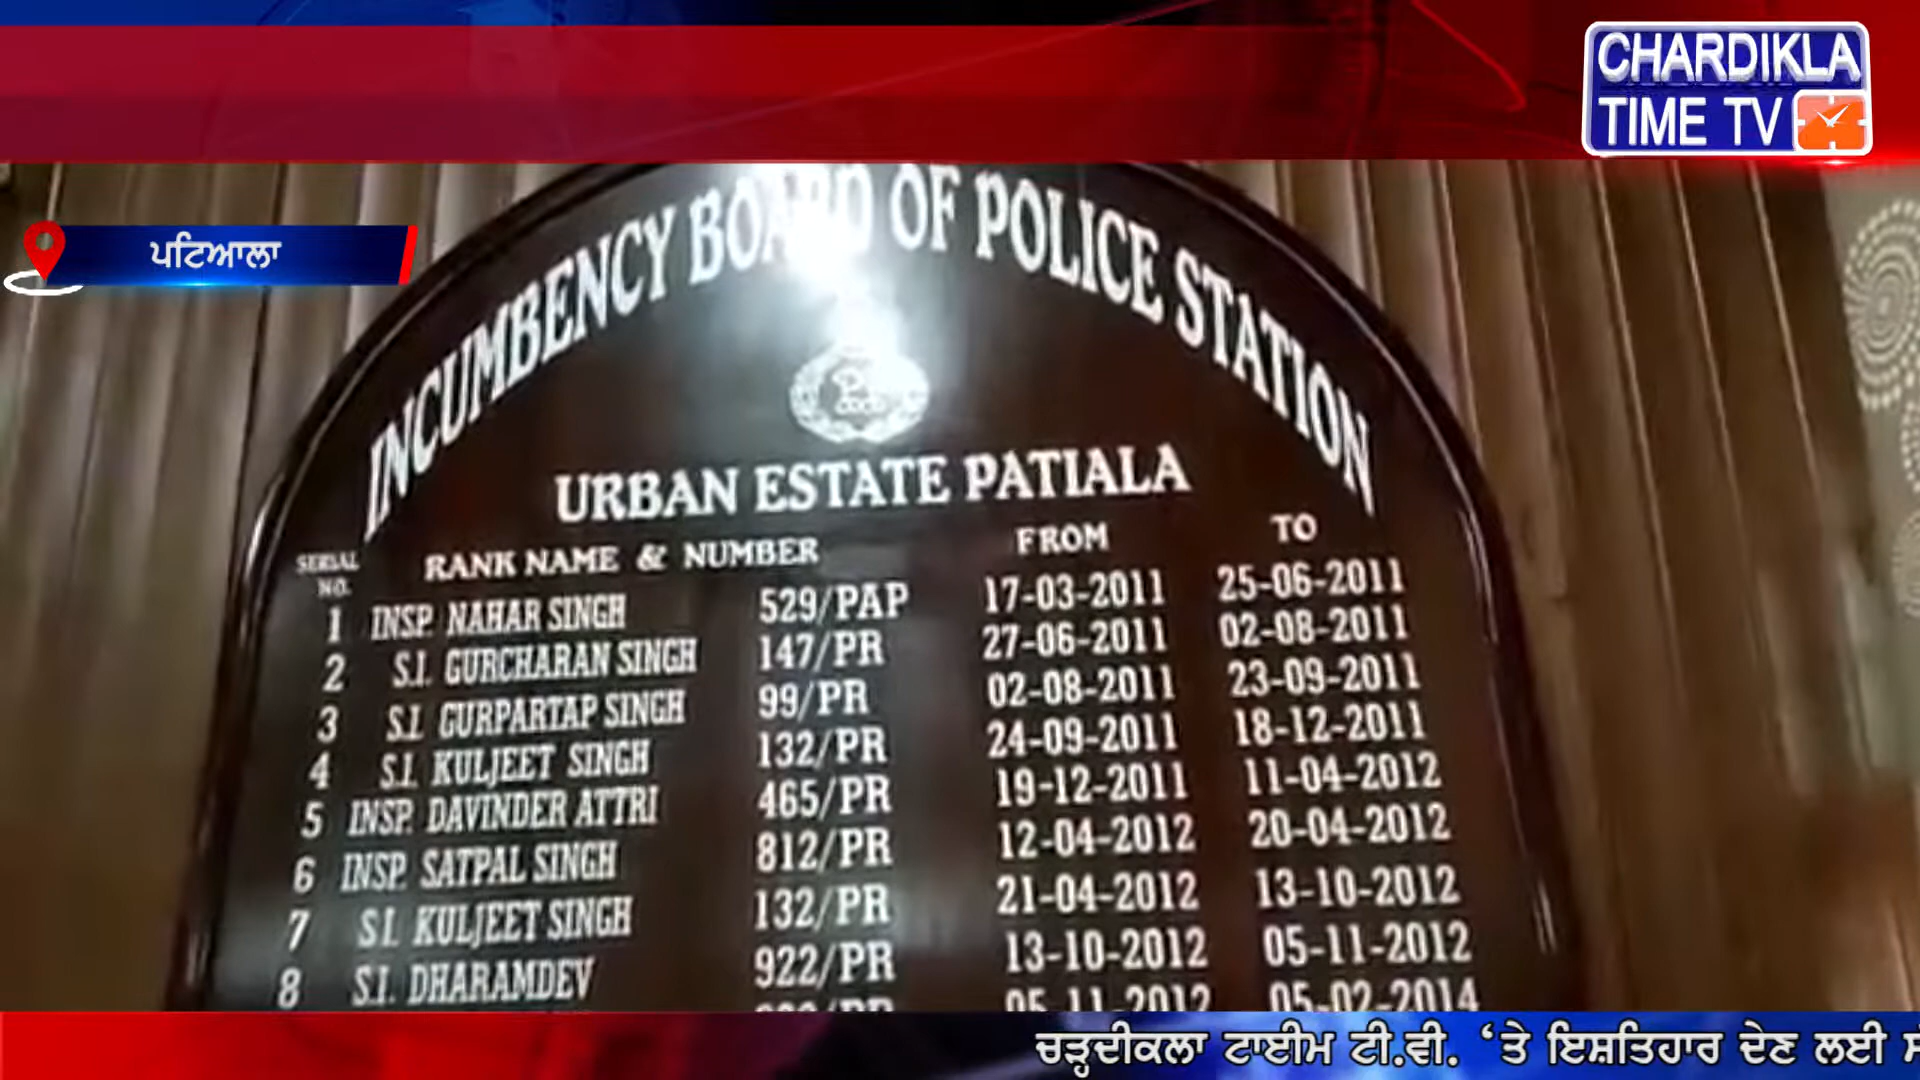 CHARDIKLA
TIME TV
ਪਟਿਆਲਾ
INCUMBENCY BOARD OF POLICE STATION
URBAN ESTATE PATIALA
SERIAL NO. RANK NAME & NUMBER FROM TO
1 INSP. NAHAR SINGH 529/PAP 17-03-2011 25-06-2011
2 S.I. GURCHARAN SINGH 147/PR 27-06-2011 02-08-2011
3 S.I. GURPARTAP SINGH 99/PR 02-08-2011 23-09-2011
4 S.I. KULJEET SINGH 132/PR 24-09-2011 18-12-2011
5 INSP. DAVINDER ATTRI 465/PR 19-12-2011 11-04-2012
6 INSP. SATPAL SINGH 812/PR 12-04-2012 20-04-2012
7 S.I. KULJEET SINGH 132/PR 21-04-2012 13-10-2012
8 S.I. DHARAMDEV 922/PR 13-10-2012 05-11-2012
05-11-2012 05-02-2014
ਚੜ੍ਹਦੀਕਲਾ ਟਾਈਮ ਟੀ.ਵੀ. ‘ਤੇ ਇਸ਼ਤਿਹਾਰ ਦੇਣ ਲਈ